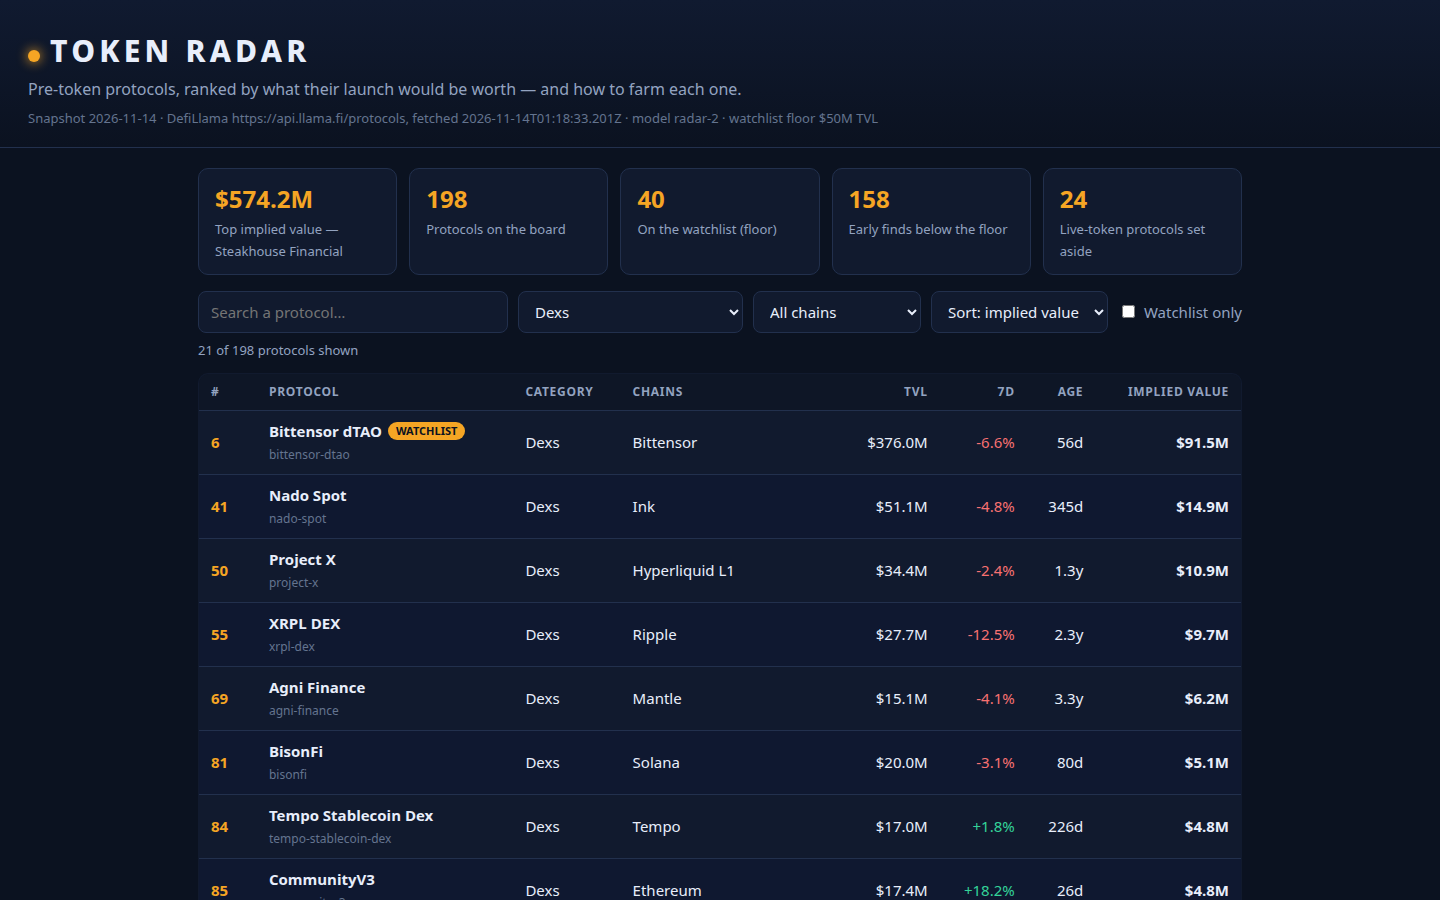 TOKEN RADAR
Pre-token protocols, ranked by what their launch would be worth — and how to farm each one.
Snapshot 2026-11-14 · DefiLlama https://api.llama.fi/protocols, fetched 2026-11-14T01:18:33.201Z · model radar-2 · watchlist floor $50M TVL
$574.2M
Top implied value —
Steakhouse Financial
198
Protocols on the board
40
On the watchlist (floor)
158
Early finds below the floor
24
Live-token protocols set
aside
Search a protocol... Dexs All chains Sort: implied value Watchlist only
21 of 198 protocols shown
# PROTOCOL CATEGORY CHAINS TVL 7D AGE IMPLIED VALUE
6 Bittensor dTAO WATCHLIST Dexs Bittensor $376.0M -6.6% 56d $91.5M
bittensor-dtao
41 Nado Spot Dexs Ink $51.1M -4.8% 345d $14.9M
nado-spot
50 Project X Dexs Hyperliquid L1 $34.4M -2.4% 1.3y $10.9M
project-x
55 XRPL DEX Dexs Ripple $27.7M -12.5% 2.3y $9.7M
xrpl-dex
69 Agni Finance Dexs Mantle $15.1M -4.1% 3.3y $6.2M
agni-finance
81 BisonFi Dexs Solana $20.0M -3.1% 80d $5.1M
bisonfi
84 Tempo Stablecoin Dex Dexs Tempo $17.0M +1.8% 226d $4.8M
tempo-stablecoin-dex
85 CommunityV3 Dexs Ethereum $17.4M +18.2% 26d $4.8M